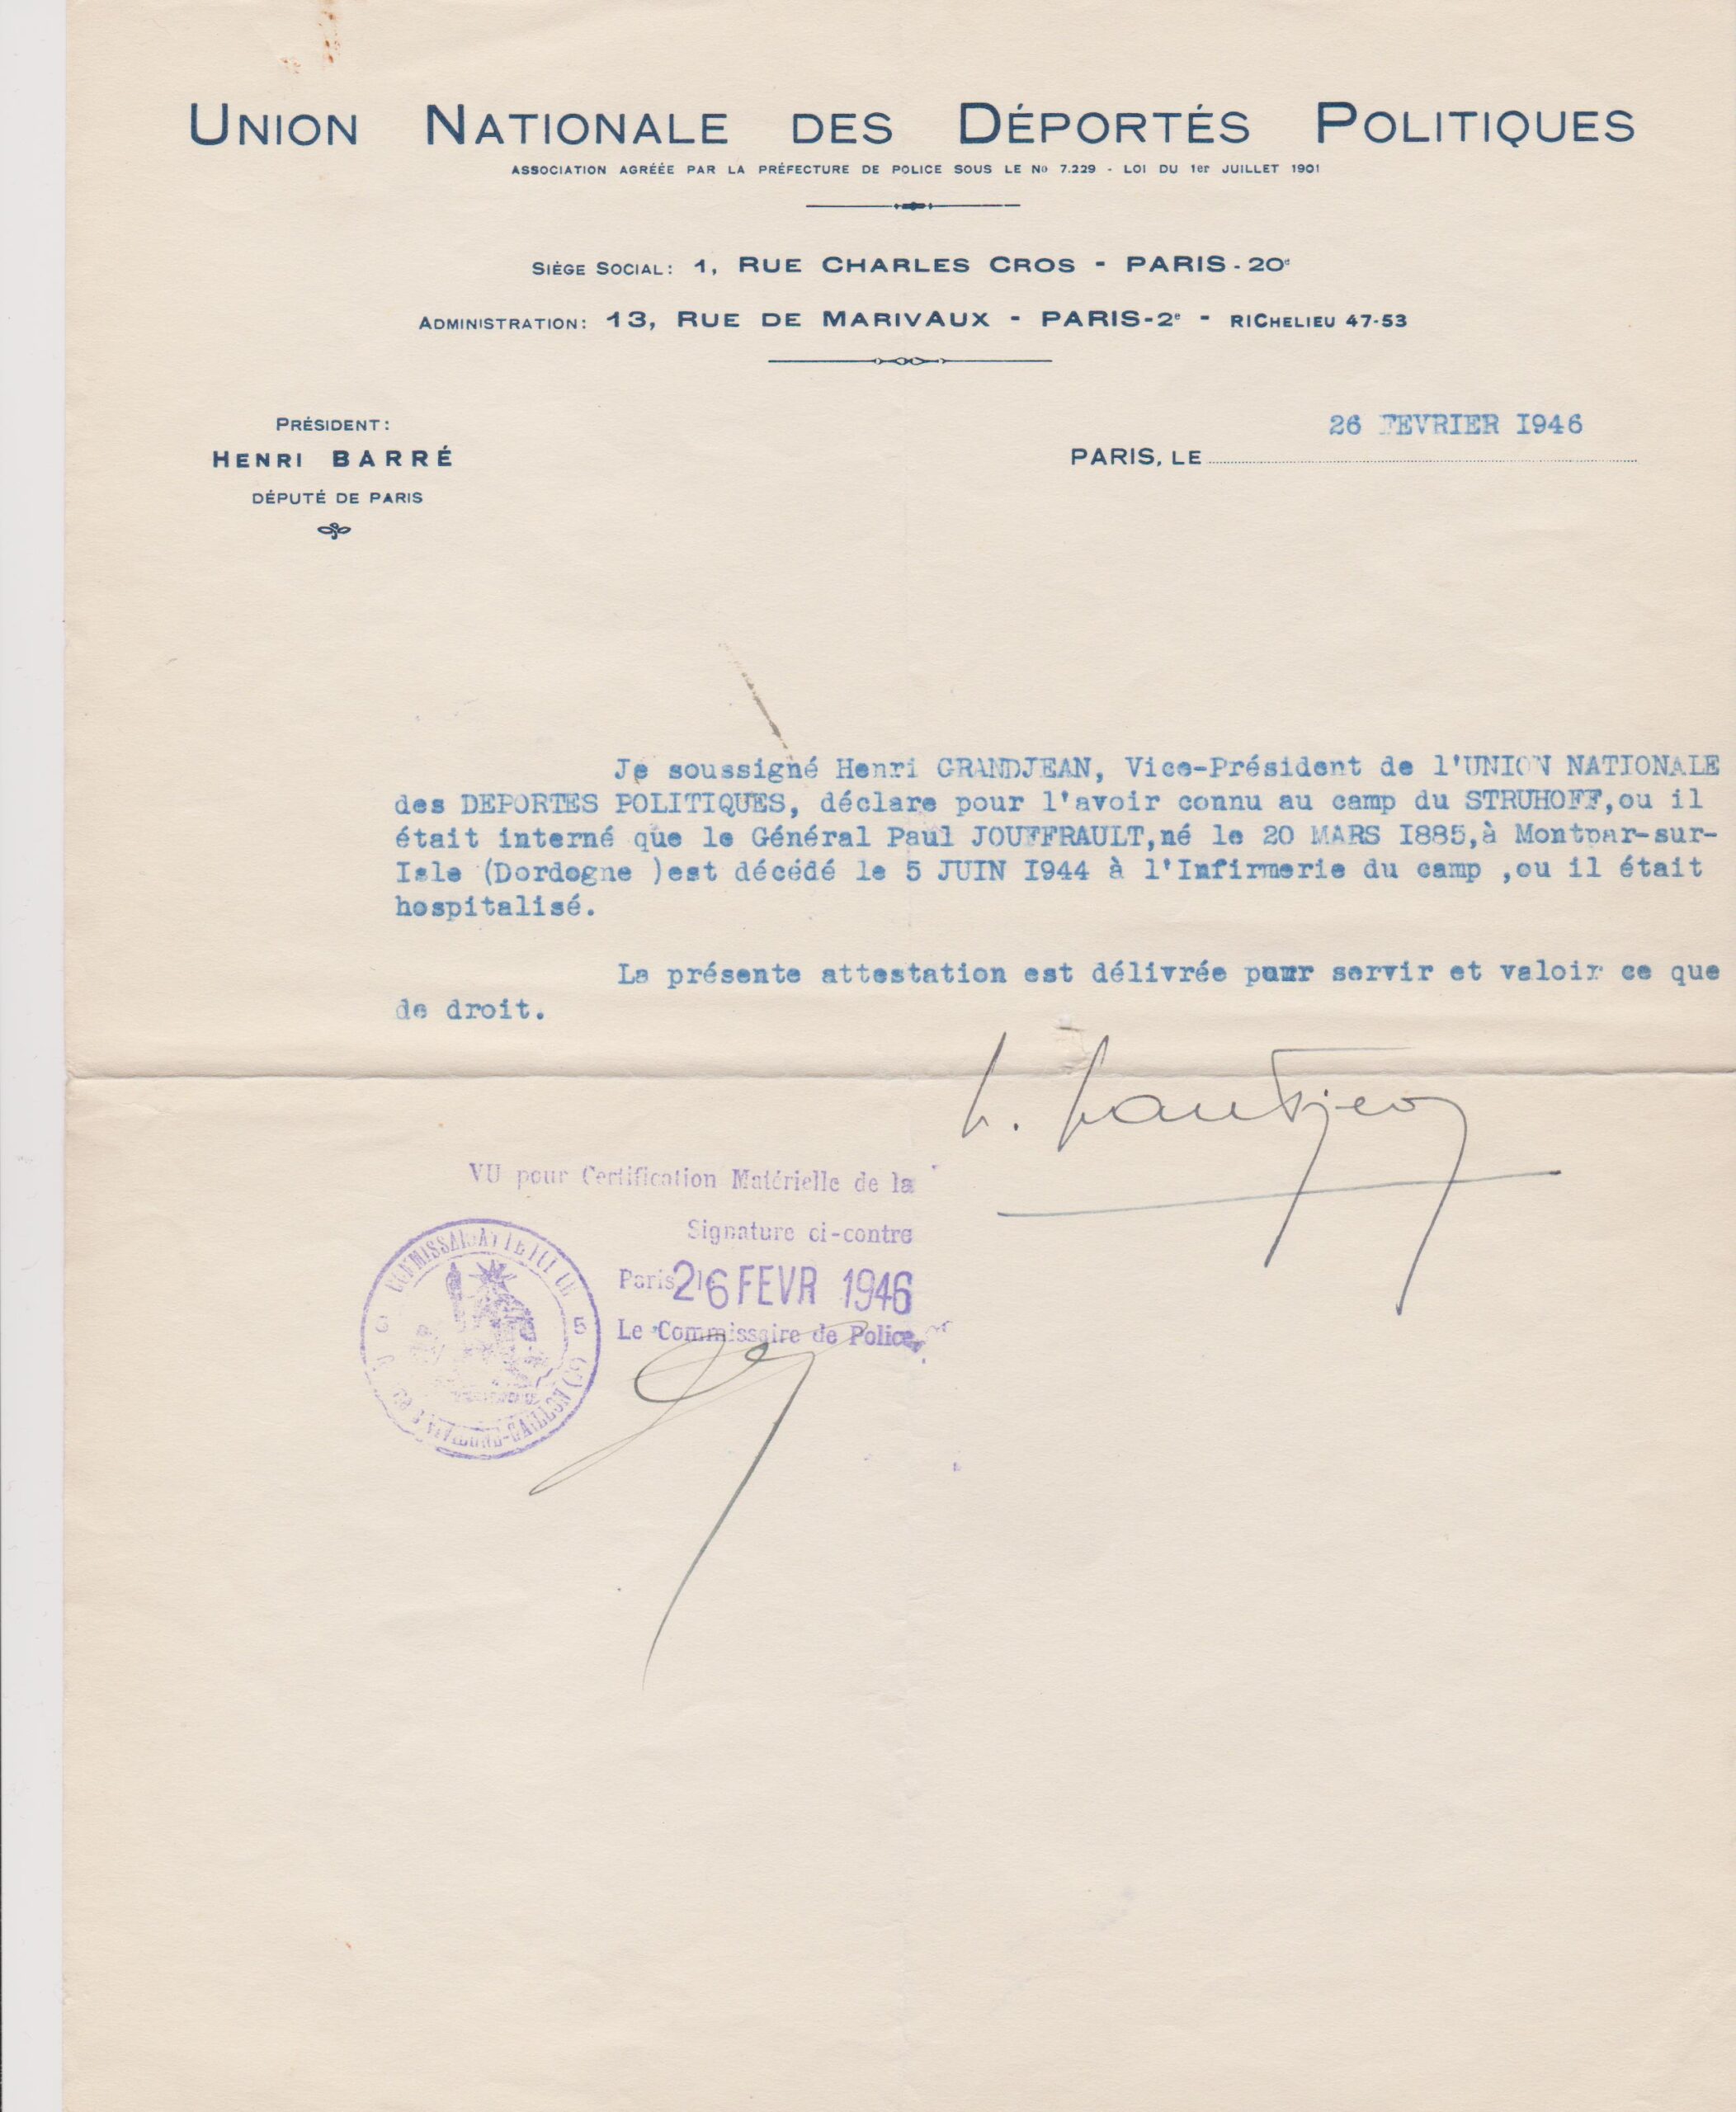 UNION NATIONALE DES DÉPORTÉS POLITIQUES
ASSOCIATION AGRÉÉE PAR LA PRÉFECTURE DE POLICE SOUS LE No 7.229 - LOI DU 1er JUILLET 1901
SIÈGE SOCIAL: 1, RUE CHARLES CROS - PARIS-20e
ADMINISTRATION: 13, RUE DE MARIVAUX - PARIS-2e - RICHELIEU 47-53
PRÉSIDENT:
HENRI BARRÉ
DÉPUTÉ DE PARIS
26 FEVRIER I946
PARIS, LE
Je soussigné Henri GRANDJEAN, Vice-Président de l'UNION NATIONALE
des DEPORTES POLITIQUES, déclare pour l'avoir connu au camp du STRUHOFF,ou il
était interné que le Général Paul JOUFFRAULT,né le 20 MARS I885,à Montpar-sur-
Isle (Dordogne )est décédé le 5 JUIN I944 à l'Infirmerie du camp ,ou il était
hospitalisé.
La présente attestation est délivrée pour servir et valoir ce que
de droit.
VU pour Certification Matérielle de la
Signature ci-contre
Paris 26 FEVR 1946
Le Commissaire de Police,
COMMISSARIAT
5
GAILLON